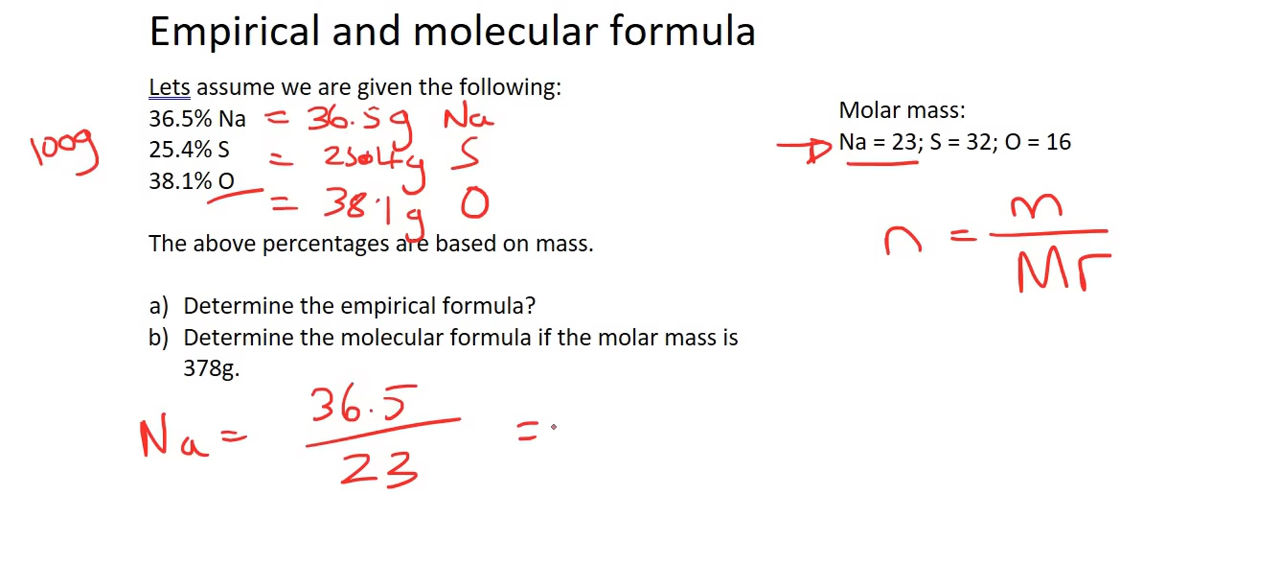 Empirical and molecular formula
Lets assume we are given the following:
36.5% Na = 36.5g Na
25.4% S = 25.4g S
38.1% O = 38.1g O
100g
The above percentages are based on mass.
a) Determine the empirical formula?
b) Determine the molecular formula if the molar mass is
378g.
Na = 36.5
23
=
Molar mass:
Na = 23; S = 32; O = 16
n = m
Mr